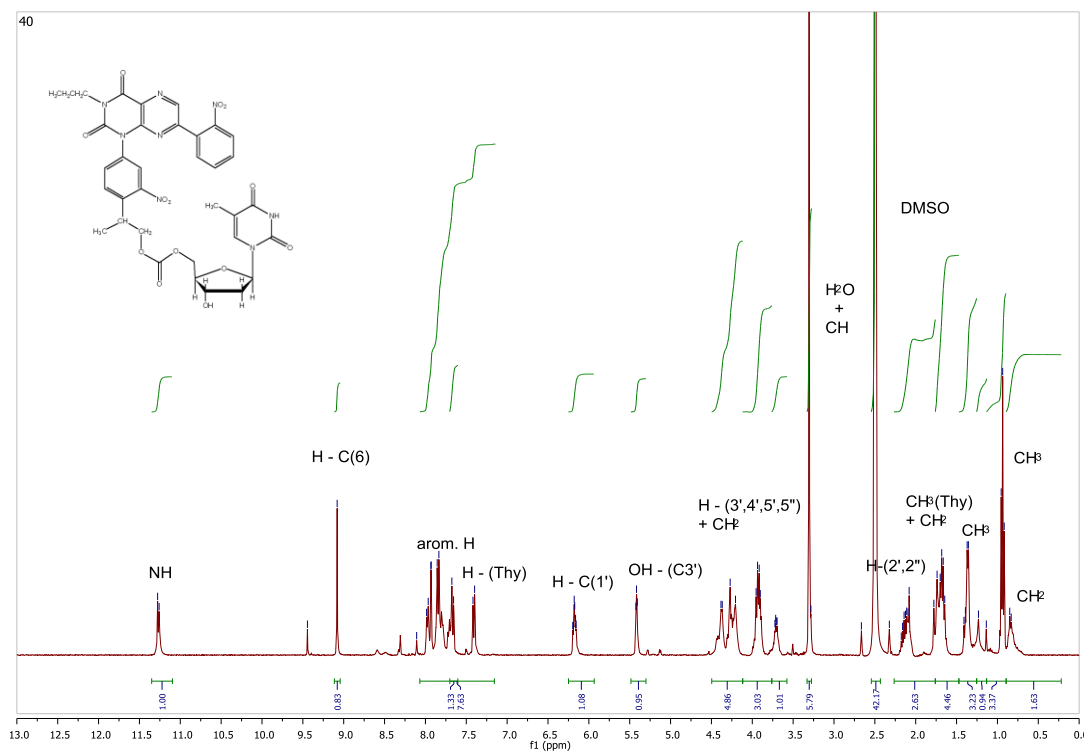 40
O
H₃CH₂CH₂C
N
N
NO₂
O
N
N
NO₂
O
H₃C
NH
CH
CH₂
H₃C
N
O
O
O
O
O
H
H
H
H
OH
H
DMSO
H2O
+
CH
H - C(6)
CH3
H - (3',4',5',5'')
+ CH2
CH3(Thy)
+ CH2
CH3
arom. H
NH
H - (Thy)
H - C(1')
OH - (C3')
H-(2',2'')
CH2
1.00
0.83
1.33
7.63
1.08
0.95
4.86
3.03
1.01
5.79
42.17
2.63
4.46
3.23
0.94
3.37
1.63
13.0 12.5 12.0 11.5 11.0 10.5 10.0 9.5 9.0 8.5 8.0 7.5 7.0 6.5 6.0 5.5 5.0 4.5 4.0 3.5 3.0 2.5 2.0 1.5 1.0 0.5 0.0
f1 (ppm)